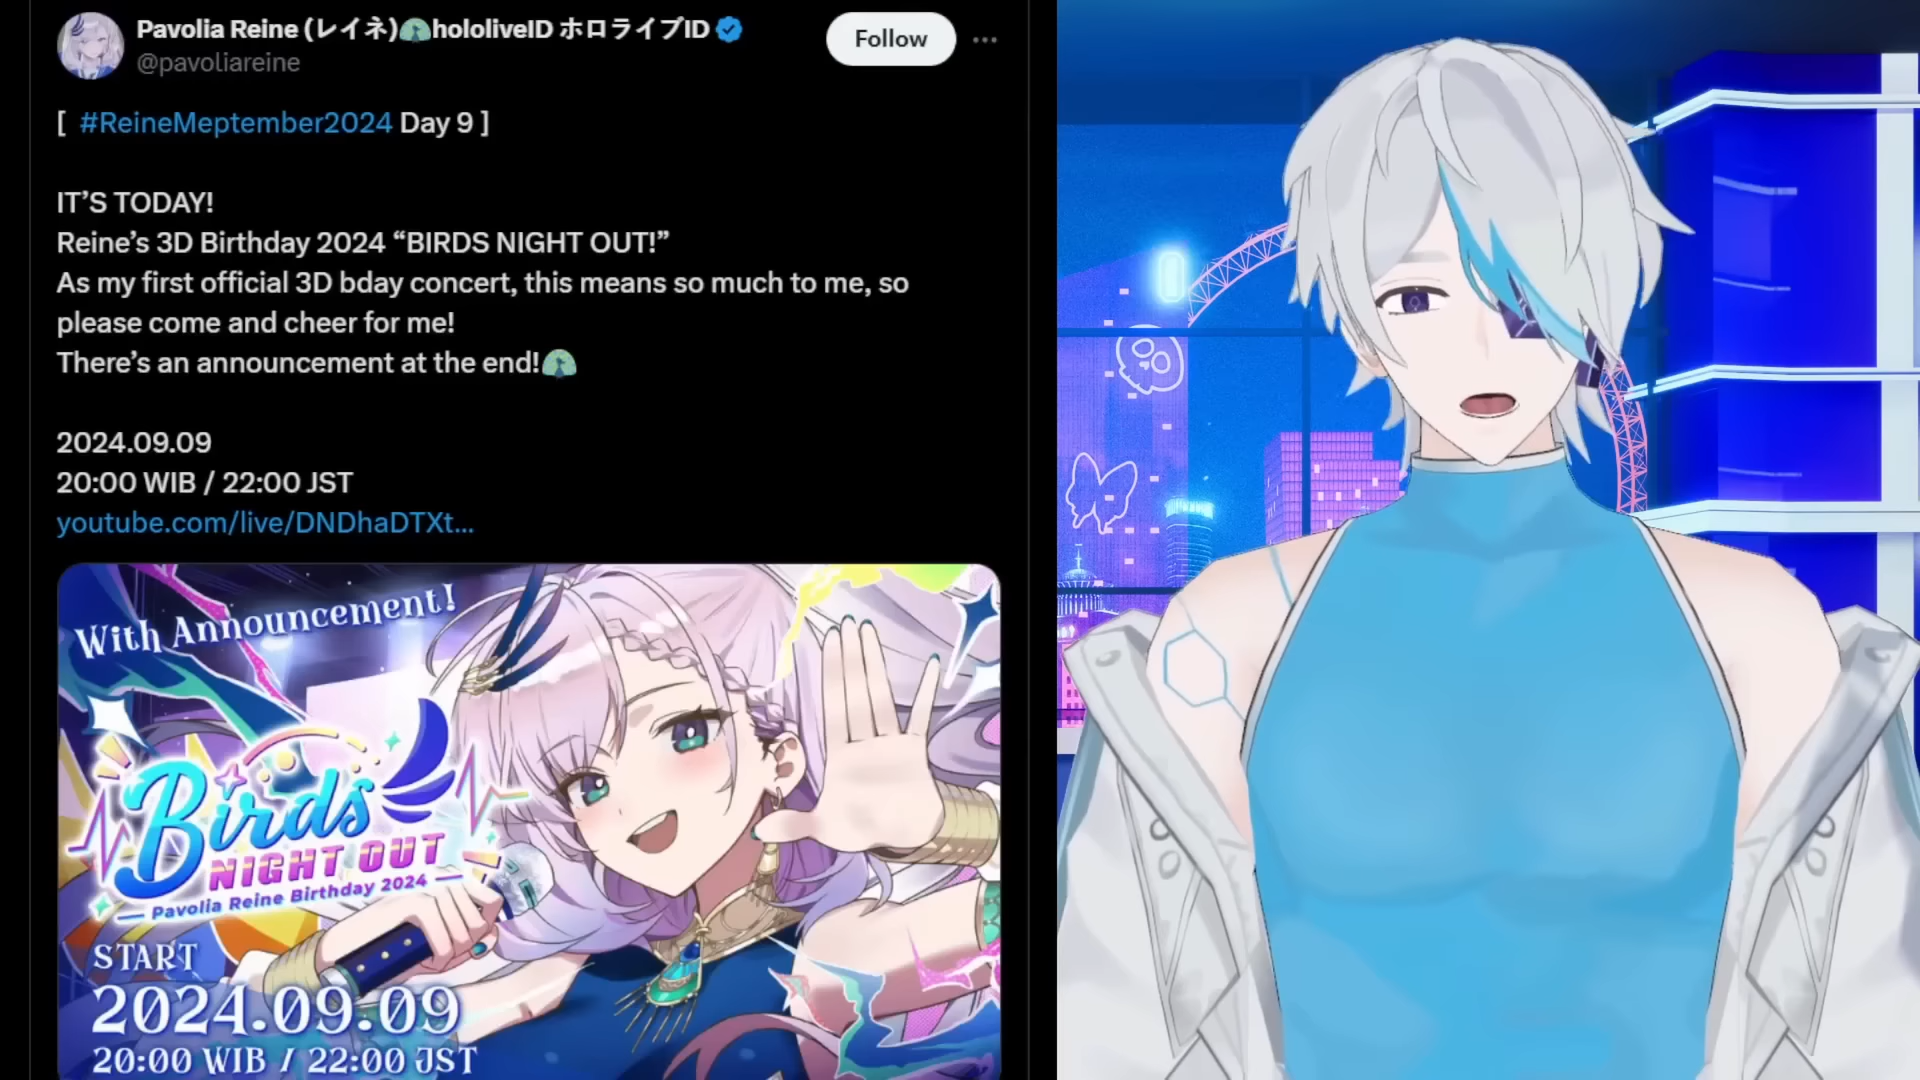 Pavolia Reine (レイネ)🦚hololiveID ホロライブID
@pavoliareine
Follow
[ #ReineMeptember2024 Day 9 ]
IT’S TODAY!
Reine’s 3D Birthday 2024 “BIRDS NIGHT OUT!”
As my first official 3D bday concert, this means so much to me, so
please come and cheer for me!
There’s an announcement at the end!🦚
2024.09.09
20:00 WIB / 22:00 JST
youtube.com/live/DNDhaDTXt…
With Announcement!
Birds
NIGHT OUT
Pavolia Reine Birthday 2024
START
2024.09.09
20:00 WIB / 22:00 JST